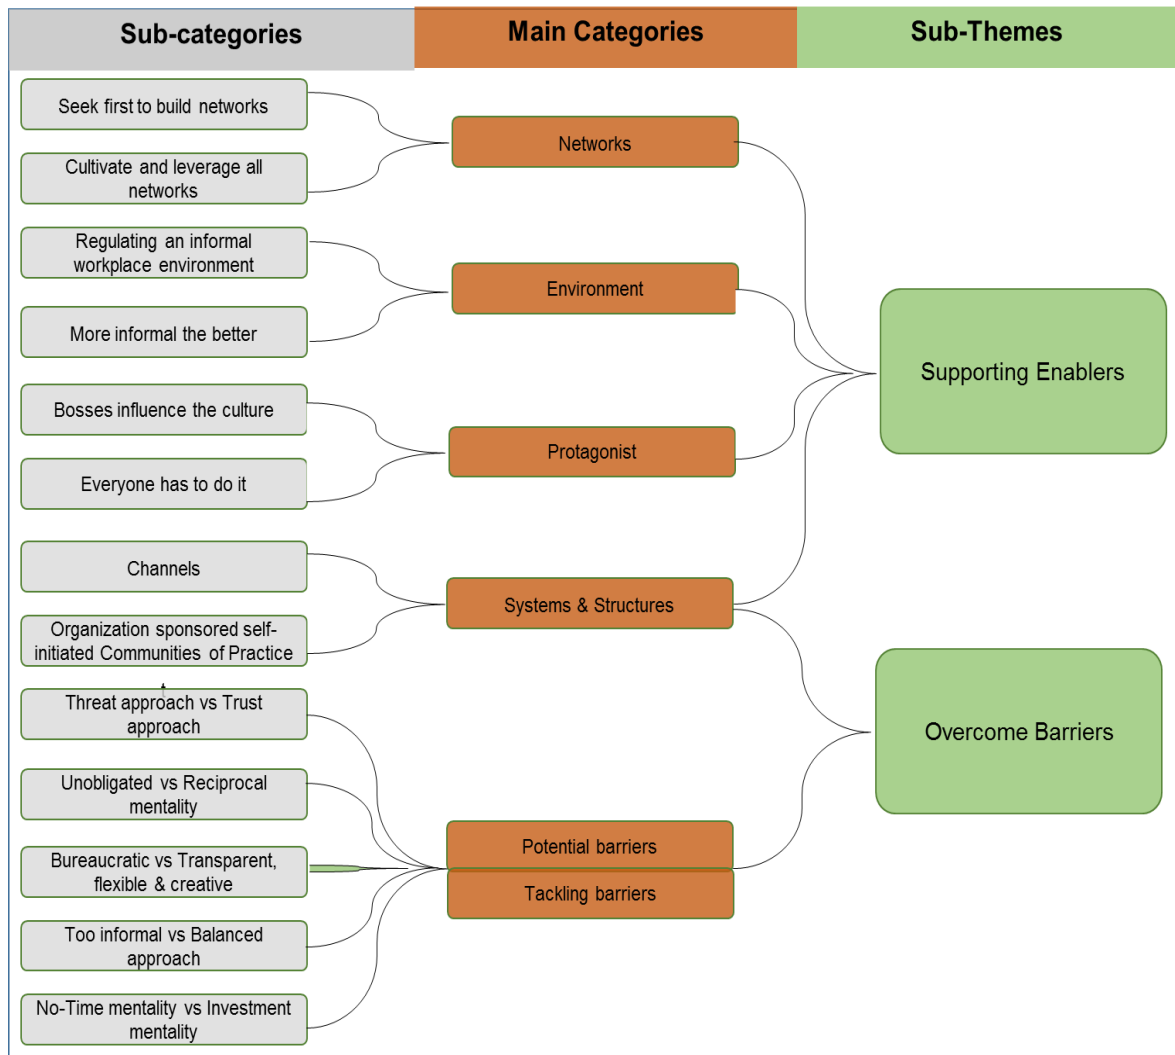 Sub-categories
Main Categories
Sub-Themes
Seek first to build networks
Cultivate and leverage all
networks
Regulating an informal
workplace environment
More informal the better
Bosses influence the culture
Everyone has to do it
Channels
Organization sponsored self-
initiated Communities of Practice
Threat approach vs Trust
approach
Unobligated vs Reciprocal
mentality
Bureaucratic vs Transparent,
flexible & creative
Too informal vs Balanced
approach
No-Time mentality vs Investment
mentality
Networks
Environment
Protagonist
Systems & Structures
Potential barriers
Tackling barriers
Supporting Enablers
Overcome Barriers